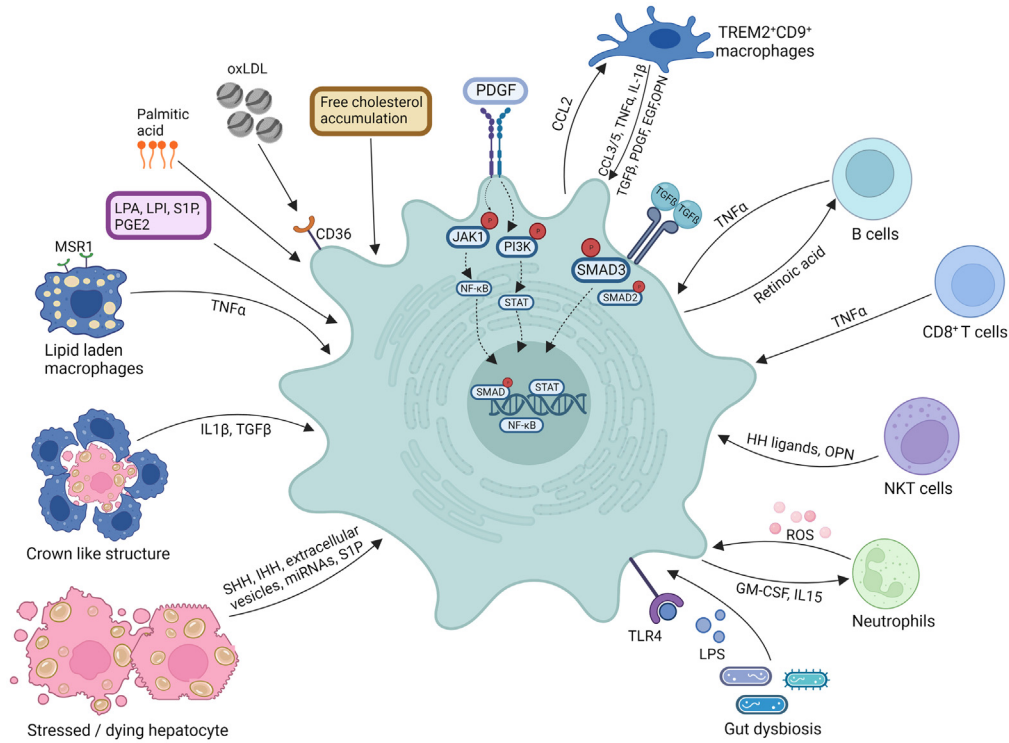 TREM2⁺CD9⁺
macrophages
oxLDL
Free cholesterol
accumulation
PDGF
Palmitic
acid
CCL2
CCL3/5, TNFα, IL-1β
TGFβ, PDGF, EGF,OPN
LPA, LPI, S1P,
PGE2
CD36
TGFß
TGFß
TNFα
B cells
Retinoic acid
MSR1
TNFα
Lipid laden
macrophages
P
JAK1
P
PI3K
P
SMAD3
P
SMAD2
NF-κB
STAT
TNFα
CD8⁺ T cells
P
SMAD
STAT
NF-κB
IL1β, TGFβ
Crown like structure
HH ligands, OPN
NKT cells
ROS
GM-CSF, IL15
Neutrophils
SHH, IHH, extracellular
vesicles, miRNAs, S1P
Stressed / dying hepatocyte
TLR4
LPS
Gut dysbiosis